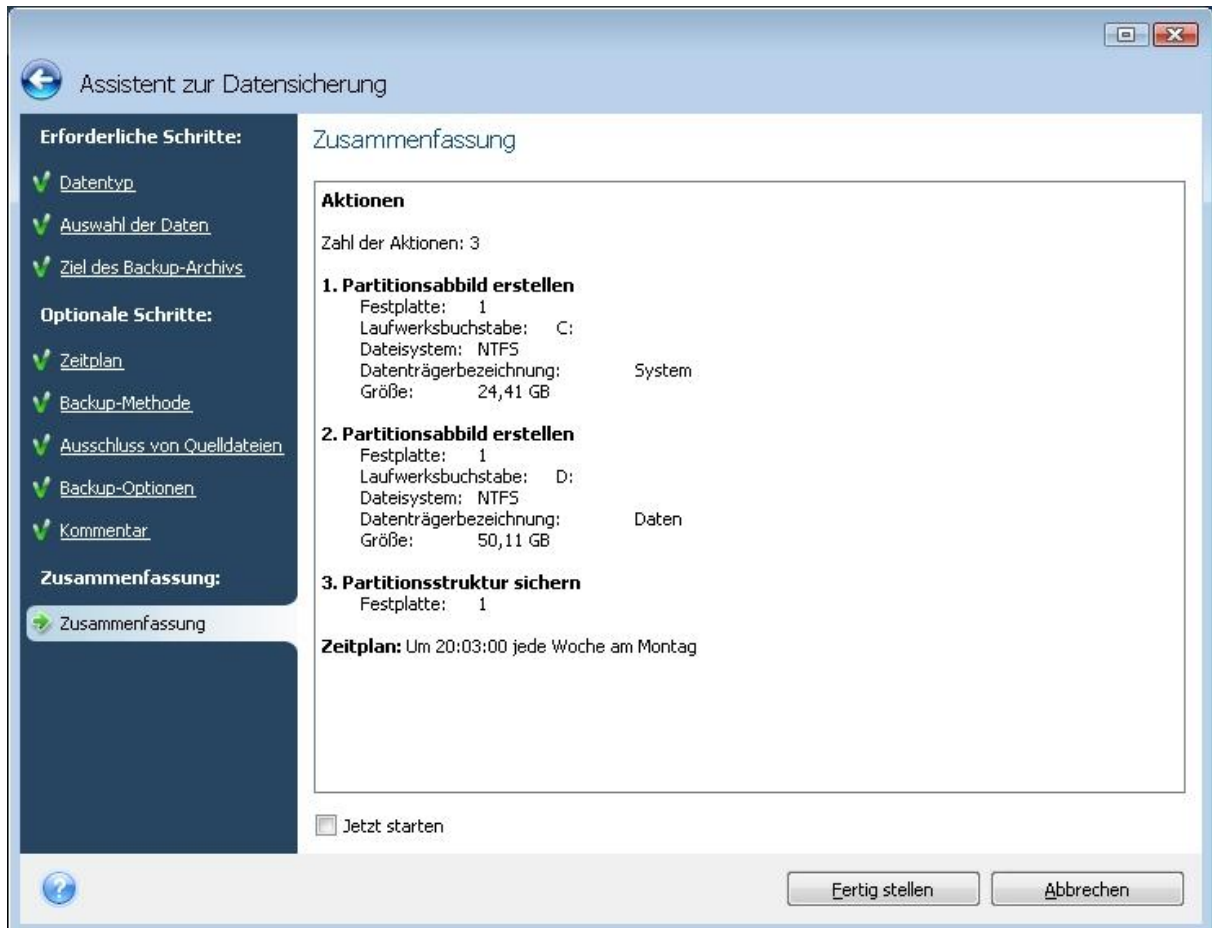 Assistent zur Datensicherung
Erforderliche Schritte:
Datentyp
Auswahl der Daten
Ziel des Backup-Archivs
Optionale Schritte:
Zeitplan
Backup-Methode
Ausschluss von Quelldateien
Backup-Optionen
Kommentar
Zusammenfassung:
Zusammenfassung
Zusammenfassung
Aktionen
Zahl der Aktionen: 3
1. Partitionsabbild erstellen
Festplatte: 1
Laufwerksbuchstabe: C:
Dateisystem: NTFS
Datenträgerbezeichnung: System
Größe: 24,41 GB
2. Partitionsabbild erstellen
Festplatte: 1
Laufwerksbuchstabe: D:
Dateisystem: NTFS
Datenträgerbezeichnung: Daten
Größe: 50,11 GB
3. Partitionsstruktur sichern
Festplatte: 1
Zeitplan: Um 20:03:00 jede Woche am Montag
Jetzt starten
?
Fertig stellen
Abbrechen